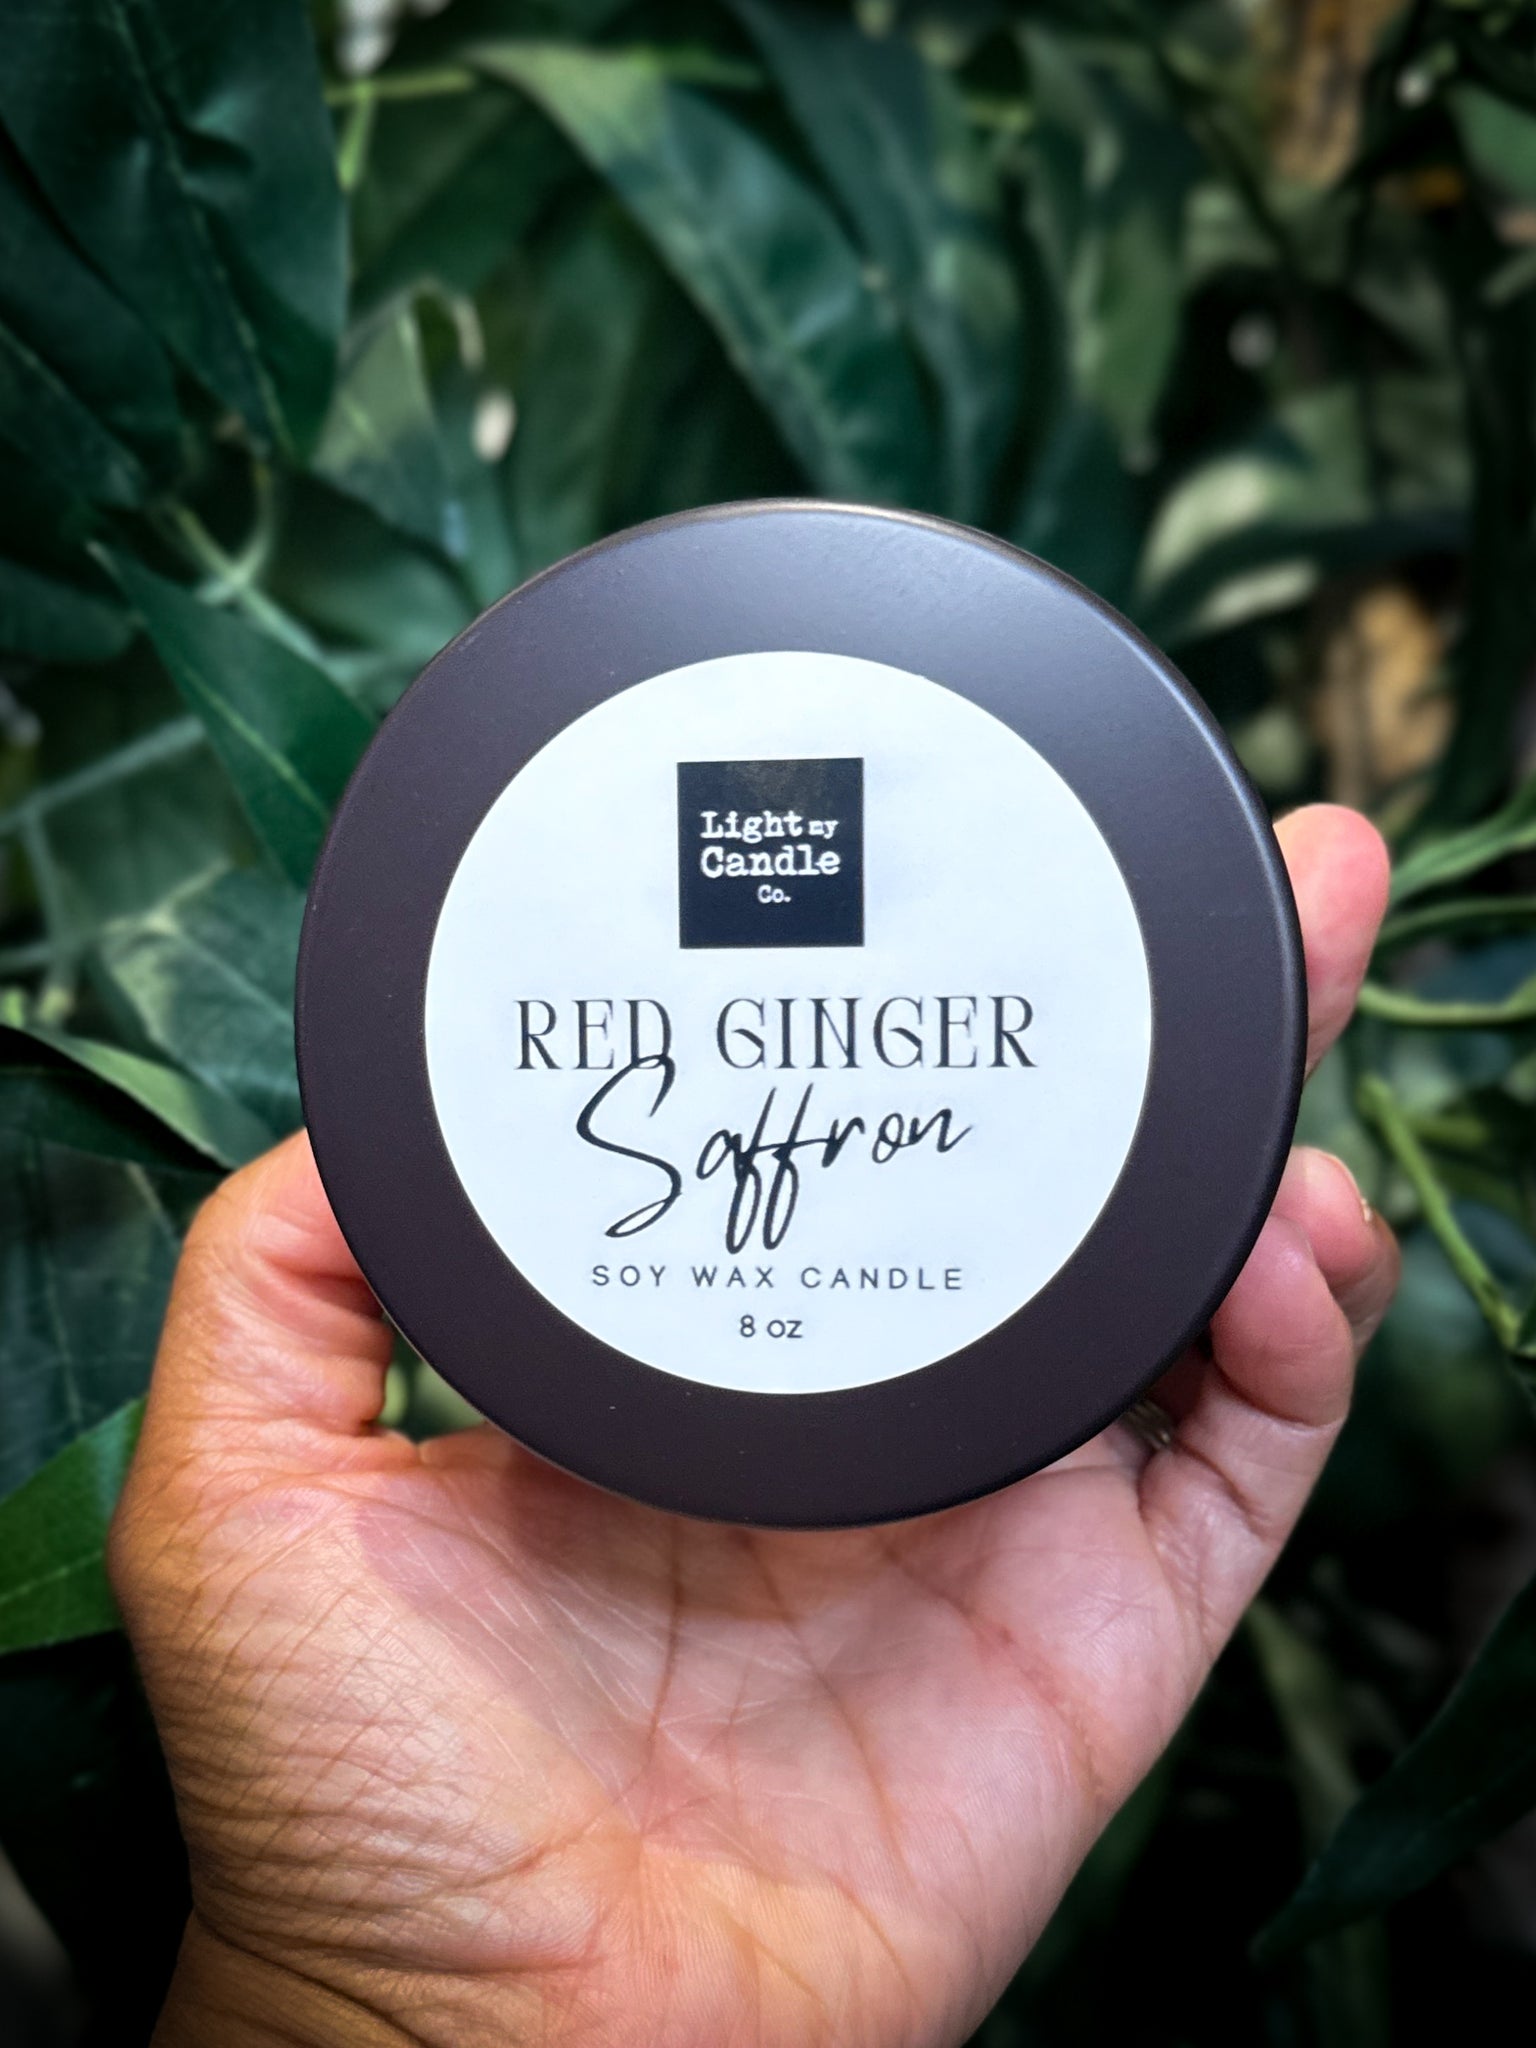 Light my
Candle
Co.
RED GINGER
Saffron
SOY WAX CANDLE
8 oz